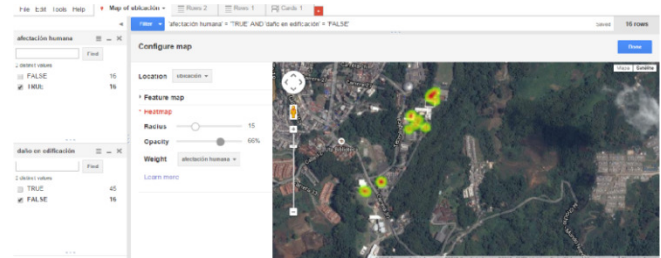 File Edit Tools Help
Map of ubicación
Rows 2
Rows 1
Cards 1
Filter
'afectación humana' = 'TRUE' AND 'daño en edificación' = 'FALSE'
Saved
16 rows
afectación humana
Find
2 distinct values
FALSE 16
TRUE 16
daño en edificación
Find
2 distinct values
TRUE 45
FALSE 16
Configure map
Done
Location ubicación
Feature map
Heatmap
Radius 15
Opacity 66%
Weight afectación humana
Learn more
Mapa Satélite